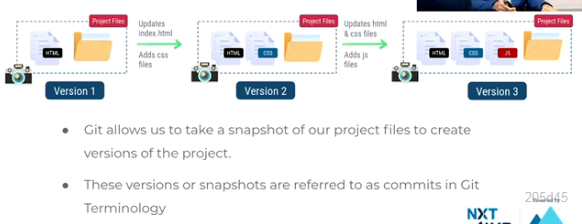 Project Files
Project Files
Project Files
Updates
index.html
Adds css
files
Updates html
& css files
Adds js
files
HTML
HTML
CSS
HTML
CSS
JS
Version 1
Version 2
Version 3
• Git allows us to take a snapshot of our project files to create
versions of the project.
• These versions or snapshots are referred to as commits in Git
Terminology
205d45
NXT